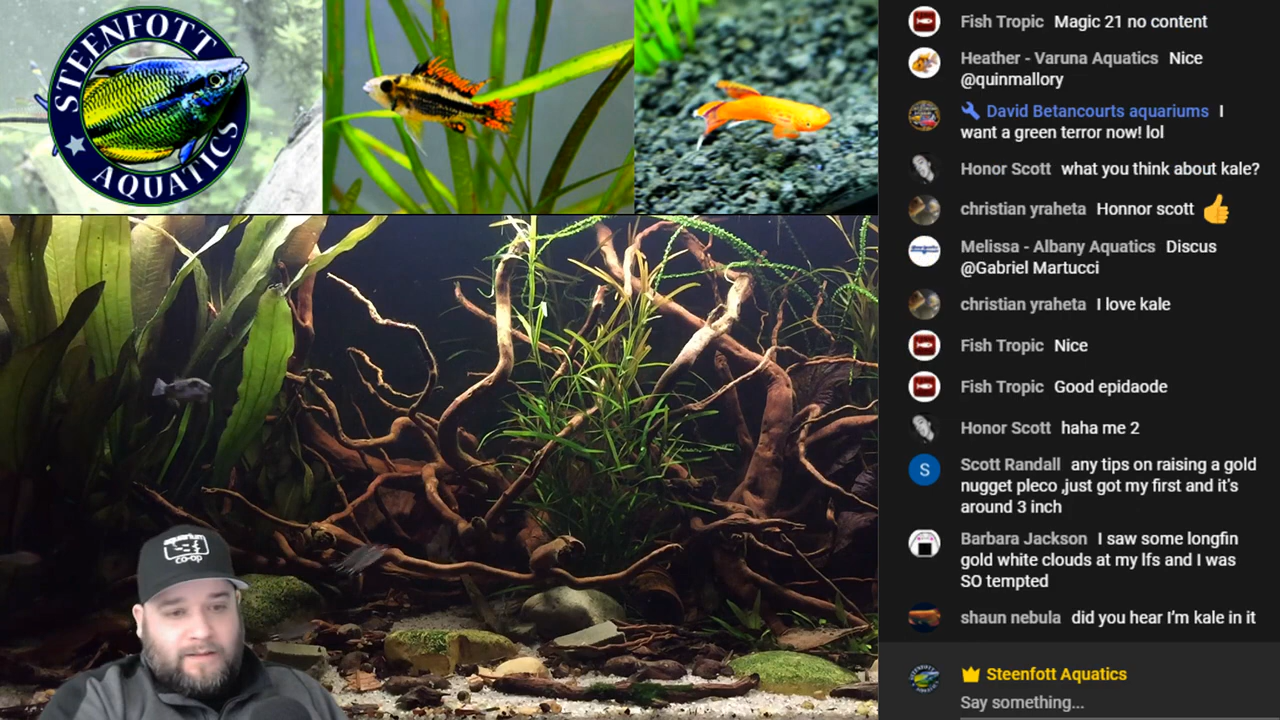 STEENFOTT
AQUATICS
aquarium
co-op
Fish Tropic Magic 21 no content
Heather - Varuna Aquatics Nice
@quinmallory
David Betancourts aquariums I
want a green terror now! lol
Honor Scott what you think about kale?
christian yraheta Honnor scott 👍
Melissa - Albany Aquatics Discus
@Gabriel Martucci
christian yraheta I love kale
Fish Tropic Nice
Fish Tropic Good epidaode
Honor Scott haha me 2
S
Scott Randall any tips on raising a gold
nugget pleco ,just got my first and it's
around 3 inch
Barbara Jackson I saw some longfin
gold white clouds at my lfs and I was
SO tempted
shaun nebula did you hear I'm kale in it
Steenfott Aquatics
Say something...